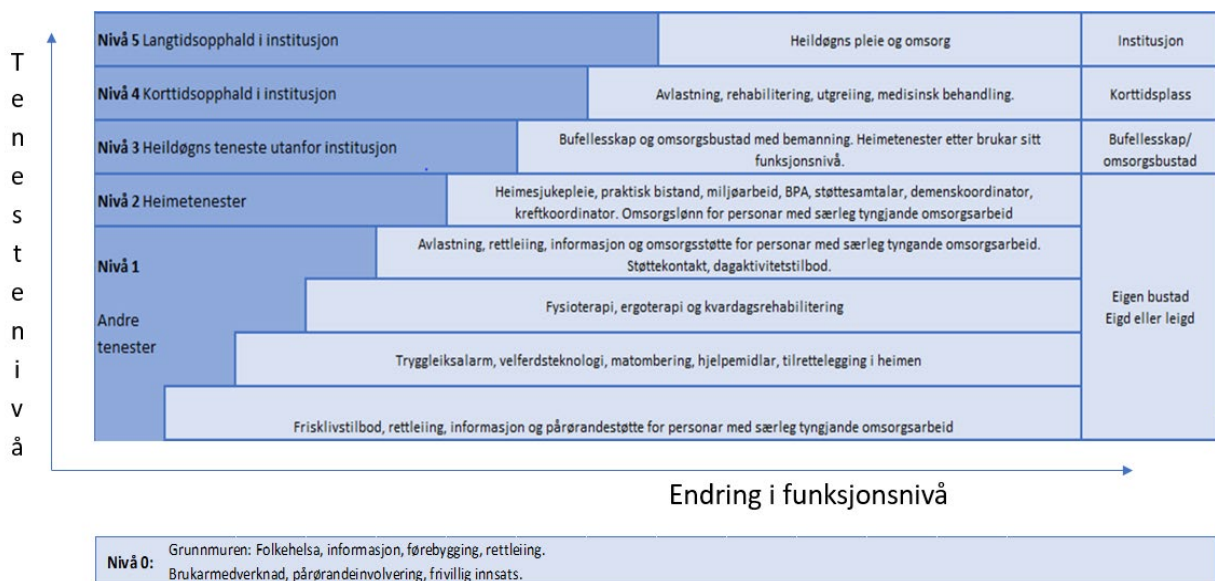 Tenestenivå
Nivå 5 Langtidsopphald i institusjon
Heildøgns pleie og omsorg
Institusjon
Nivå 4 Korttidsopphald i institusjon
Avlastning, rehabilitering, utgreiing, medisinsk behandling.
Korttidsplass
Nivå 3 Heildøgns teneste utanfor institusjon
Bufellesskap og omsorgsbustad med bemanning. Heimetenester etter brukar sitt
funksjonsnivå.
Bufellesskap/
omsorgsbustad
Nivå 2 Heimetenester
Heimesjukepleie, praktisk bistand, miljøarbeid, BPA, støttesamtalar, demenskoordinator,
kreftkoordinator. Omsorgslønn for personar med særleg tyngjande omsorgsarbeid
Nivå 1
Andre
tenester
Avlastning, rettleiing, informasjon og omsorgsstøtte for personar med særleg tyngande omsorgsarbeid.
Støttekontakt, dagaktivitetstilbod.
Fysioterapi, ergoterapi og kvardagsrehabilitering
Tryggleiksalarm, velferdsteknologi, matombering, hjelpemidlar, tilrettelegging i heimen
Frisklivstilbod, rettleiing, informasjon og pårørandestøtte for personar med særleg tyngjande omsorgsarbeid
Eigen bustad
Eigd eller leigd
Endring i funksjonsnivå
Nivå 0:
Grunnmuren: Folkehelsa, informasjon, førebygging, rettleiing.
Brukarmedverknad, pårørandeinvolvering, frivillig innsats.